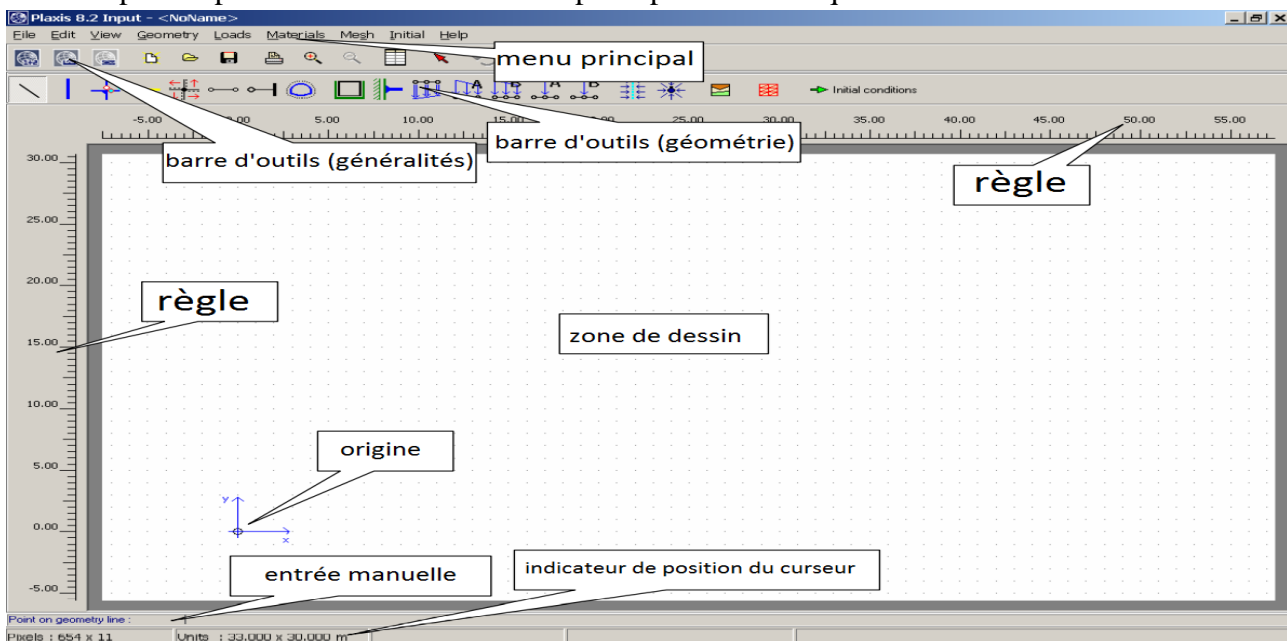 Plaxis 8.2 Input - <NoName>
File Edit View Geometry Loads Materials Mesh Initial Help
menu principal
Initial conditions
-5.00 5.00 10.00 15.00 25.00 30.00 35.00 40.00 45.00 50.00 55.00
barre d'outils (généralités)
barre d'outils (géométrie)
règle
30.00
25.00
20.00
règle
15.00
zone de dessin
10.00
origine
5.00
y
0.00
x
entrée manuelle
indicateur de position du curseur
-5.00
Point on geometry line :
Pixels : 654 x 11 Units : 33.000 x 30.000 m